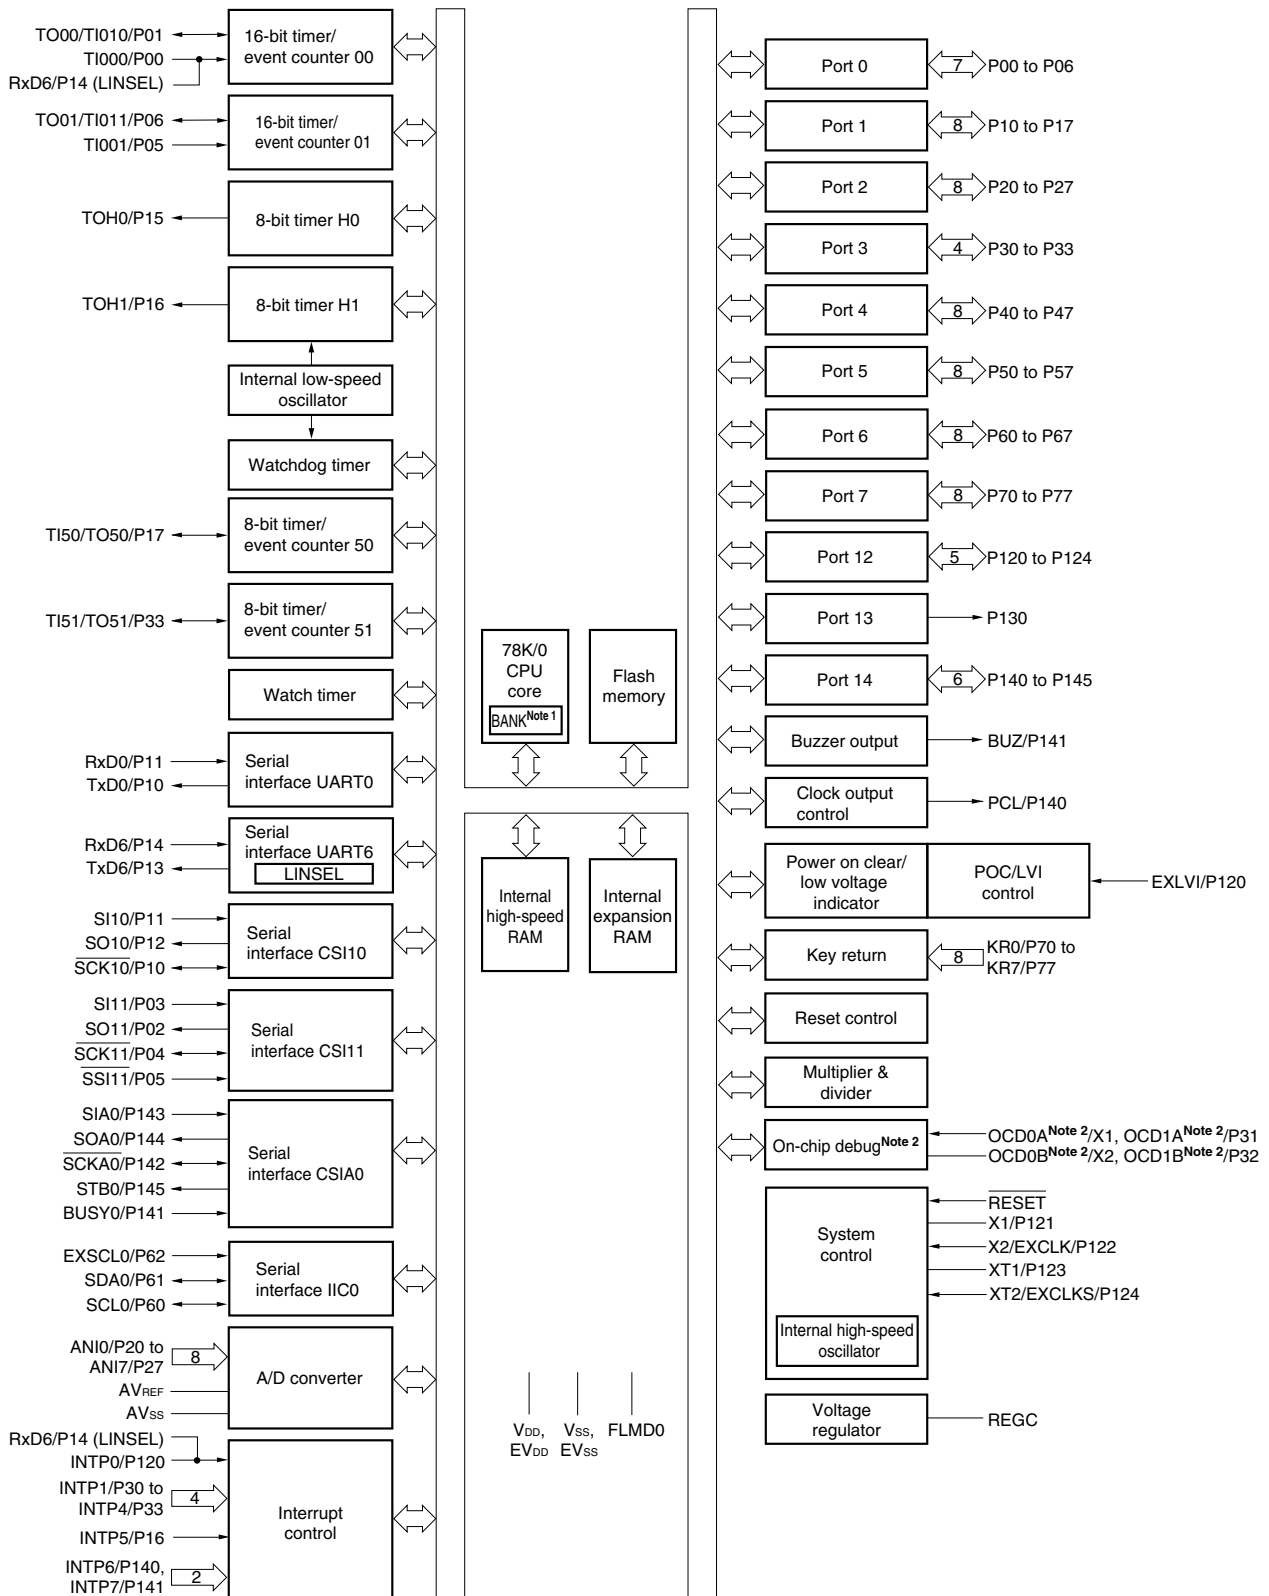 TO00/TI010/P01
TI000/P00
RxD6/P14 (LINSEL)
16-bit timer/
event counter 00
TO01/TI011/P06
TI001/P05
16-bit timer/
event counter 01
TOH0/P15
8-bit timer H0
TOH1/P16
8-bit timer H1
Internal low-speed
oscillator
Watchdog timer
TI50/TO50/P17
8-bit timer/
event counter 50
TI51/TO51/P33
8-bit timer/
event counter 51
Watch timer
RxD0/P11
TxD0/P10
Serial
interface UART0
RxD6/P14
TxD6/P13
Serial
interface UART6
LINSEL
SI10/P11
SO10/P12
SCK10/P10
Serial
interface CSI10
SI11/P03
SO11/P02
SCK11/P04
SSI11/P05
Serial
interface CSI11
SIA0/P143
SOA0/P144
SCKA0/P142
STB0/P145
BUSY0/P141
Serial
interface CSIA0
EXSCL0/P62
SDA0/P61
SCL0/P60
Serial
interface IIC0
ANI0/P20 to
ANI7/P27
8
AVREF
AVSS
A/D converter
RxD6/P14 (LINSEL)
INTP0/P120
INTP1/P30 to
INTP4/P33
4
INTP5/P16
INTP6/P140,
INTP7/P141
2
Interrupt
control
78K/0
CPU
core
BANKNote 1
Flash
memory
Internal
high-speed
RAM
Internal
expansion
RAM
VDD,
EVDD
VSS,
EVSS
FLMD0
Port 0
7
P00 to P06
Port 1
8
P10 to P17
Port 2
8
P20 to P27
Port 3
4
P30 to P33
Port 4
8
P40 to P47
Port 5
8
P50 to P57
Port 6
8
P60 to P67
Port 7
8
P70 to P77
Port 12
5
P120 to P124
Port 13
P130
Port 14
6
P140 to P145
Buzzer output
BUZ/P141
Clock output
control
PCL/P140
Power on clear/
low voltage
indicator
POC/LVI
control
EXLVI/P120
Key return
8
KR0/P70 to
KR7/P77
Reset control
Multiplier &
divider
On-chip debugNote 2
OCD0ANote 2/X1, OCD1ANote 2/P31
OCD0BNote 2/X2, OCD1BNote 2/P32
System
control
RESET
X1/P121
X2/EXCLK/P122
XT1/P123
XT2/EXCLKS/P124
Internal high-speed
oscillator
Voltage
regulator
REGC